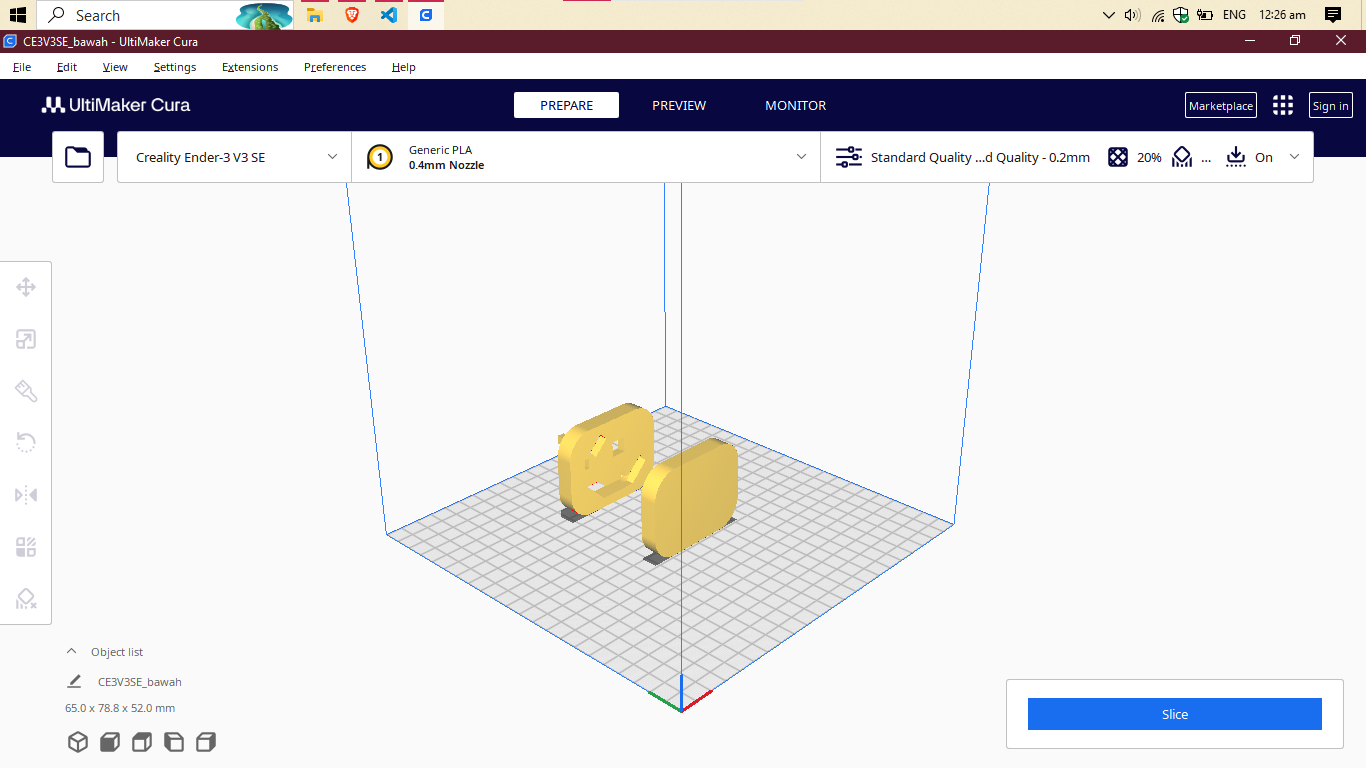 Search
ENG
12:26 am
CE3V3SE_bawah - UltiMaker Cura
File Edit View Settings Extensions Preferences Help
UltiMaker Cura
PREPARE
PREVIEW
MONITOR
Marketplace
Sign in
Creality Ender-3 V3 SE
1
Generic PLA
0.4mm Nozzle
Standard Quality ...d Quality - 0.2mm
20%
...
On
Object list
CE3V3SE_bawah
65.0 x 78.8 x 52.0 mm
Slice